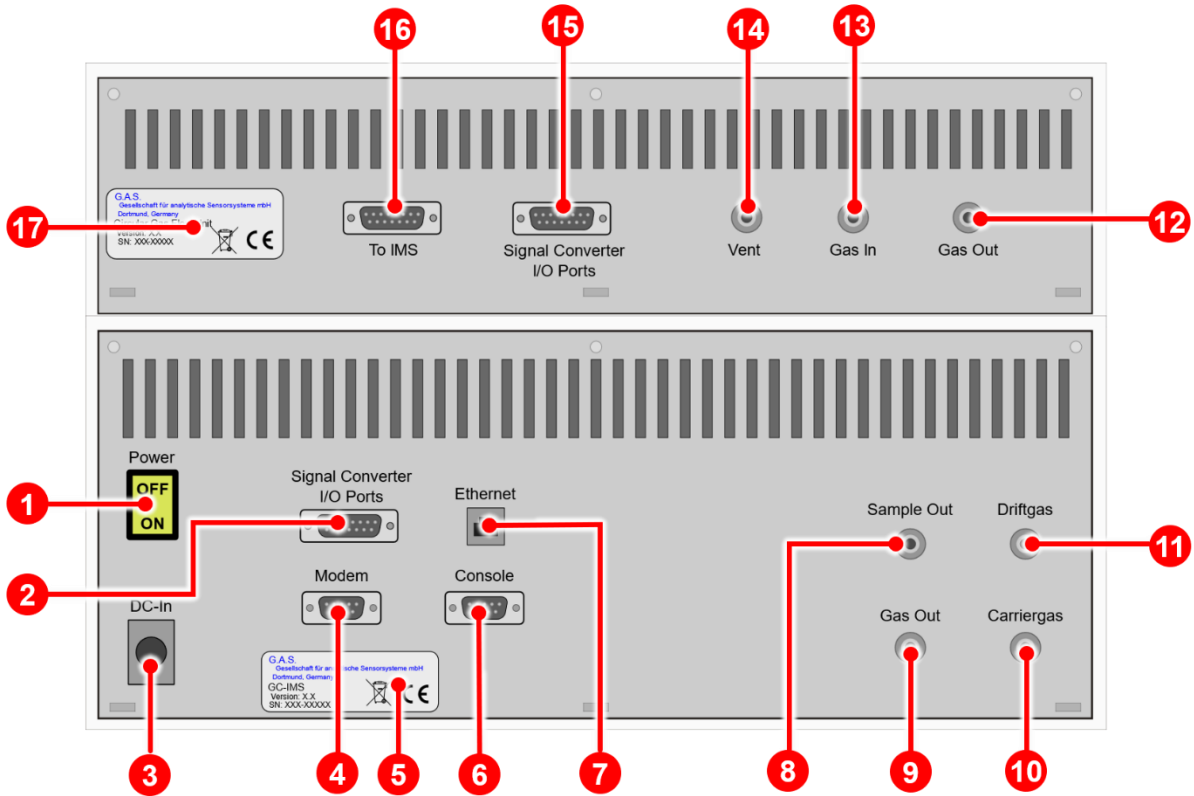 16
15
14
13
G.A.S.
Gesellschaft für analytische Sensorsysteme mbH
Dortmund, Germany
Version: X.X
SN: XXX-XXXXX
CE
17
To IMS
Signal Converter
I/O Ports
Vent
Gas In
Gas Out
12
Power
OFF
ON
1
Signal Converter
I/O Ports
Ethernet
Sample Out
Driftgas
11
2
Modem
Console
DC-In
Gas Out
Carriergas
G.A.S.
Gesellschaft für analytische Sensorsysteme mbH
Dortmund, Germany
GC-IMS
Version: X.X
SN: XXX-XXXXX
CE
3
4
5
6
7
8
9
10